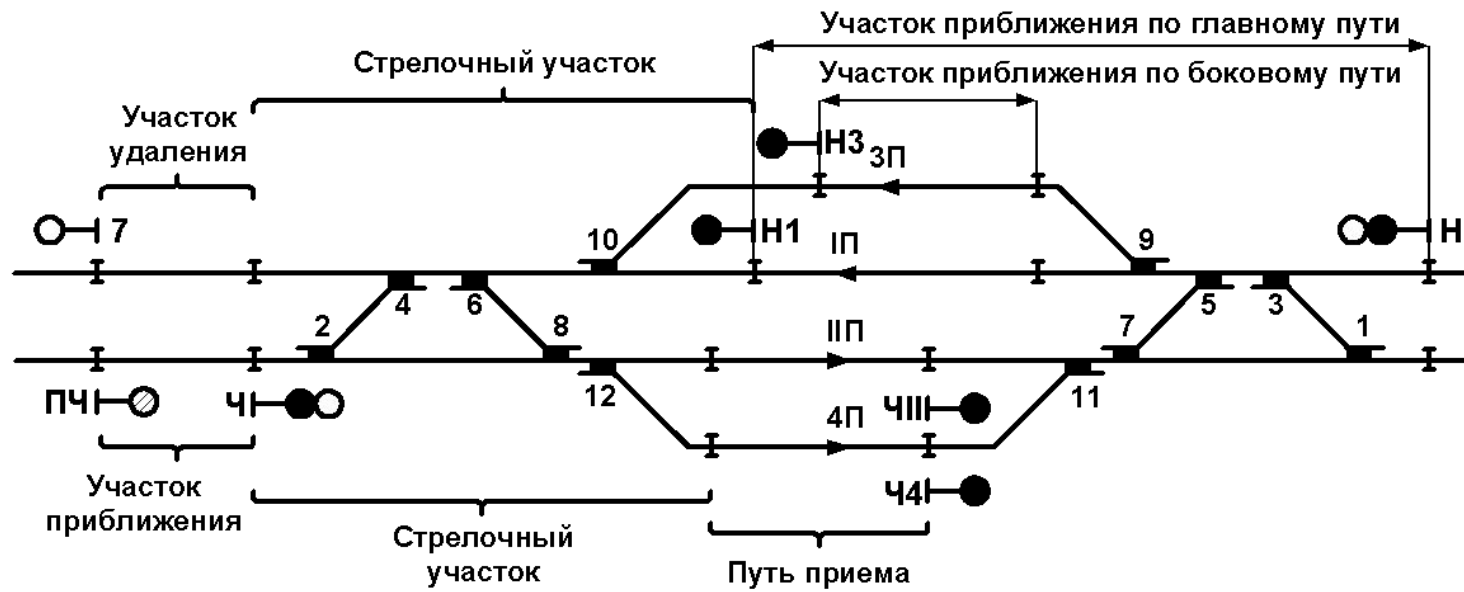 Участок приближения по главному пути
Стрелочный участок
Участок приближения по боковому пути
Участок
удаления
Н3
3П
7
Н1
10
IП
9
Н
4
6
5
3
2
8
IIП
7
1
ПЧ
Ч
12
4П
ЧIII
11
Ч4
Участок
приближения
Стрелочный
участок
Путь приема